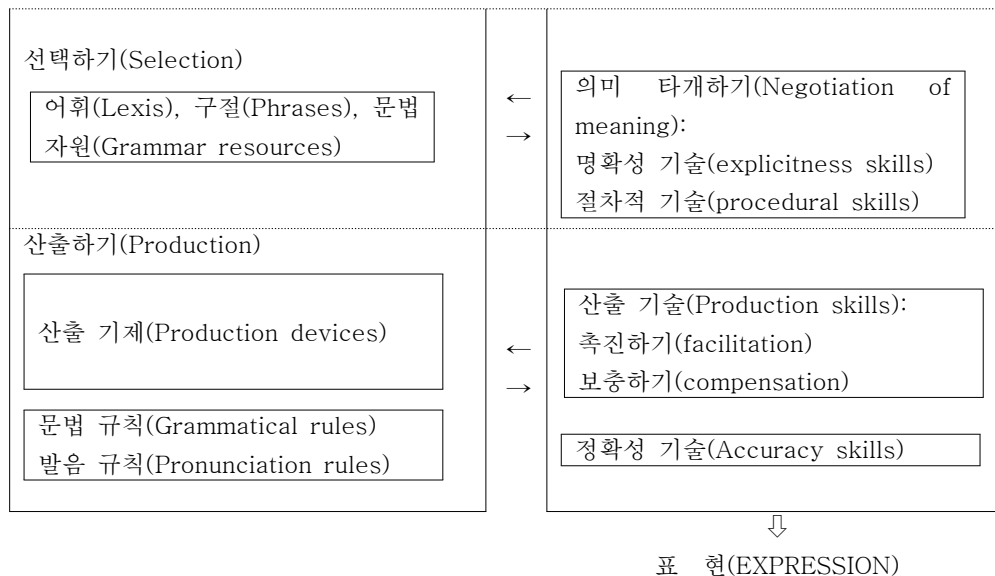 선택하기(Selection)
어휘(Lexis), 구절(Phrases), 문법
자원(Grammar resources)
←
→
의미 타개하기(Negotiation of
meaning):
명확성 기술(explicitness skills)
절차적 기술(procedural skills)
산출하기(Production)
산출 기제(Production devices)
문법 규칙(Grammatical rules)
발음 규칙(Pronunciation rules)
←
→
산출 기술(Production skills):
촉진하기(facilitation)
보충하기(compensation)
정확성 기술(Accuracy skills)
⇩
표 현(EXPRESSION)